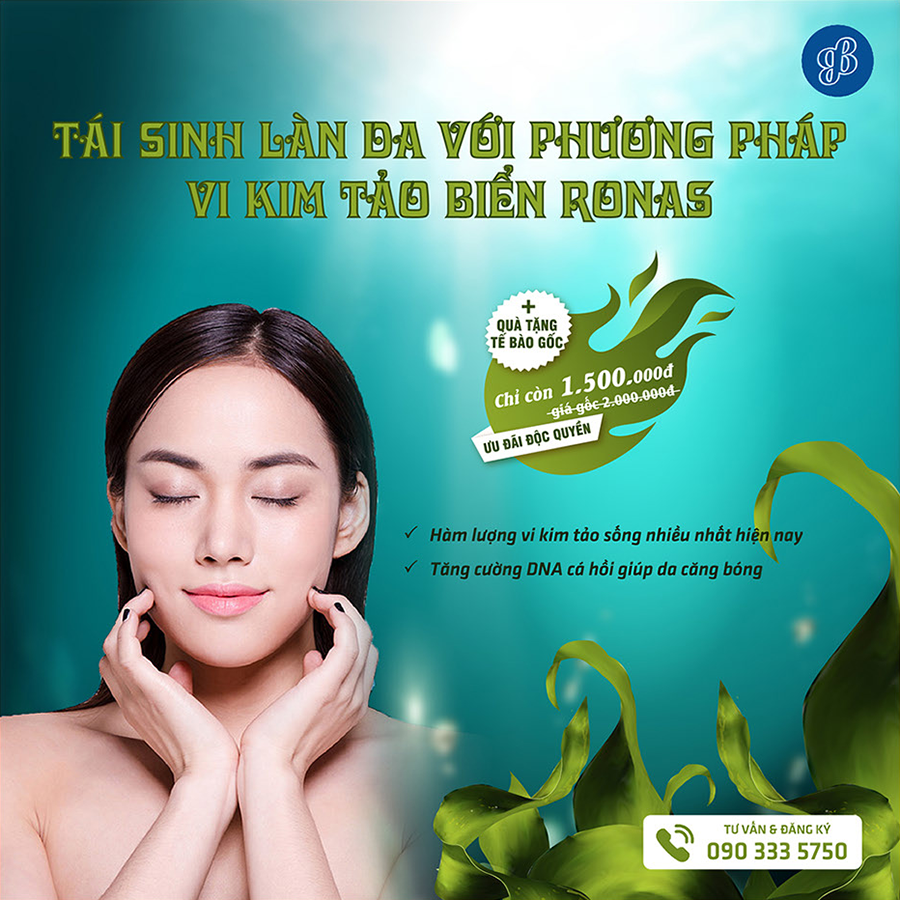 TÁI SINH LÀN DA VỚI PHƯƠNG PHÁP
VI KIM TẢO BIỂN RONAS
+
QUÀ TẶNG
TẾ BÀO GỐC
Chỉ còn 1.500.000đ
giá gốc 2.000.000đ
ƯU ĐÃI ĐỘC QUYỀN
✓ Hàm lượng vi kim tảo sống nhiều nhất hiện nay
✓ Tăng cường DNA cá hồi giúp da căng bóng
TƯ VẤN & ĐĂNG KÝ
090 333 5750